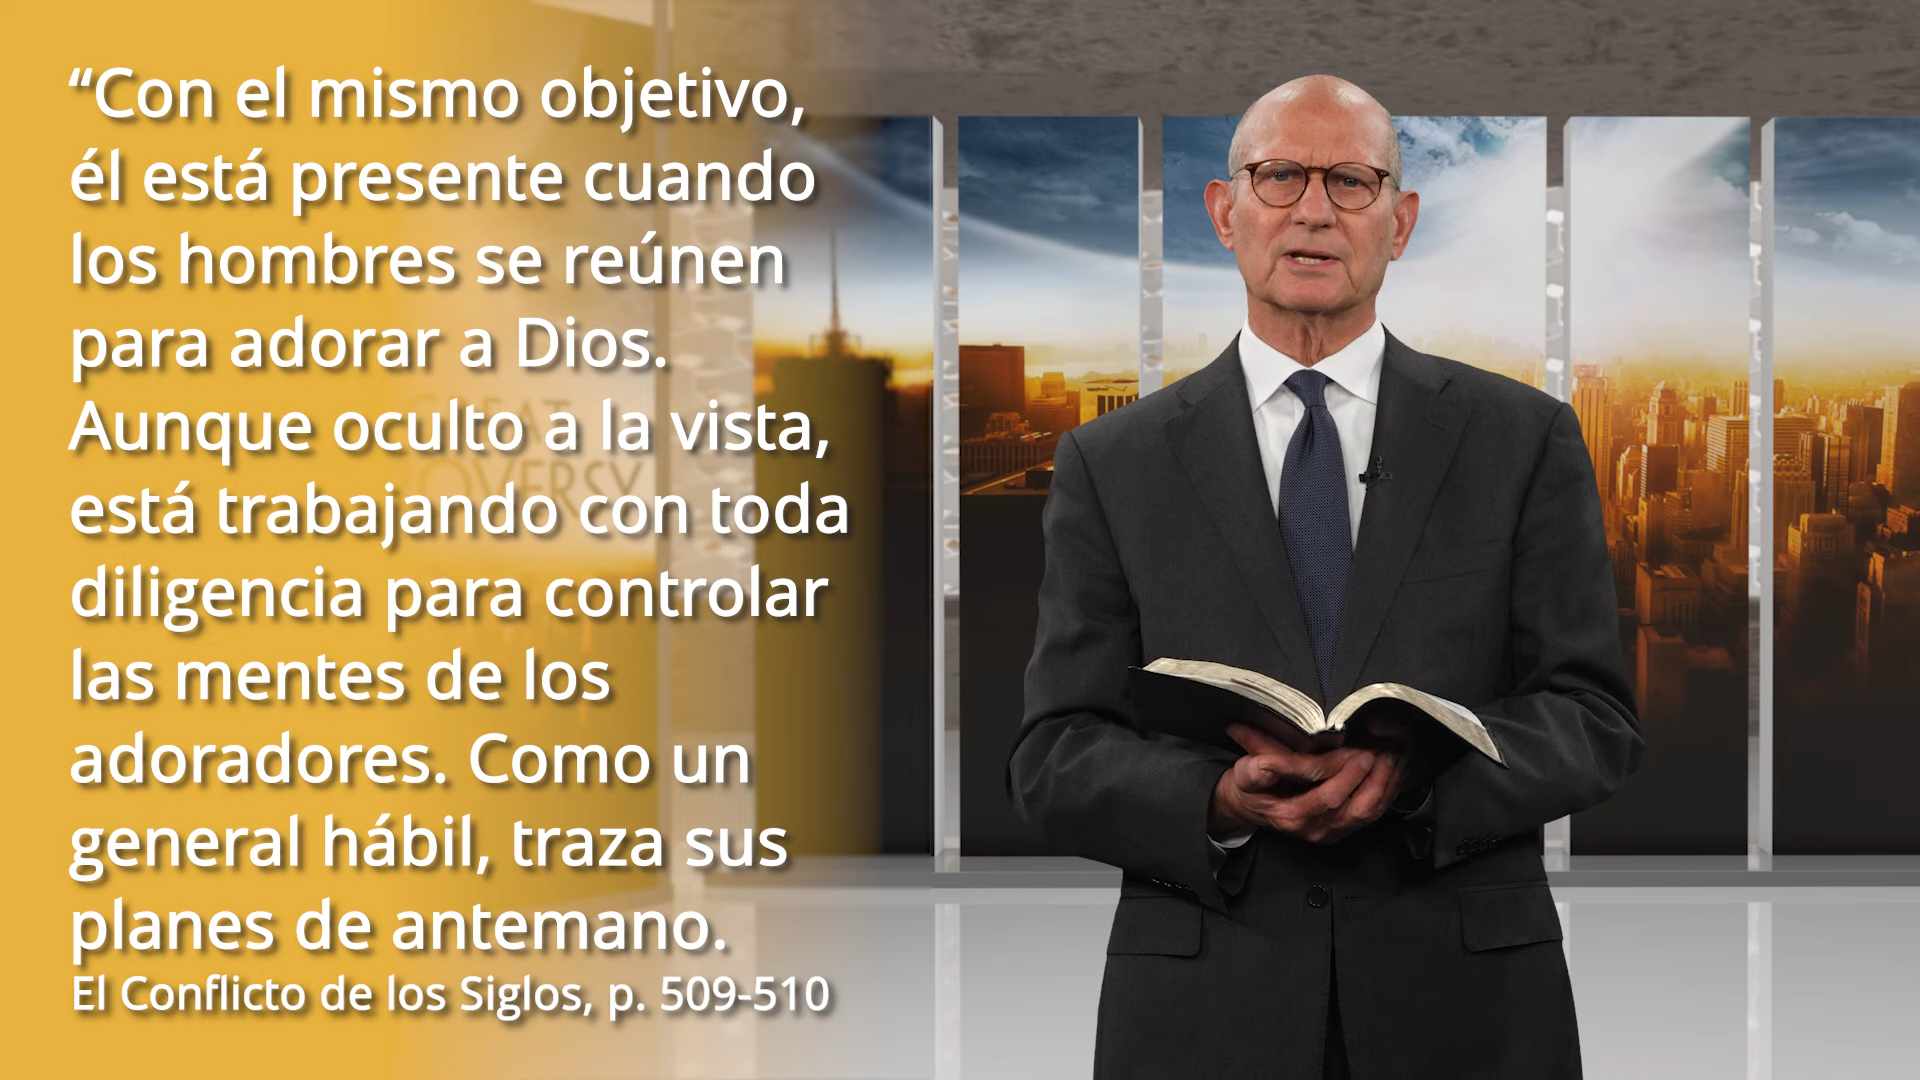 “Con el mismo objetivo,
él está presente cuando
los hombres se reúnen
para adorar a Dios.
Aunque oculto a la vista,
está trabajando con toda
diligencia para controlar
las mentes de los
adoradores. Como un
general hábil, traza sus
planes de antemano.
El Conflicto de los Siglos, p. 509-510